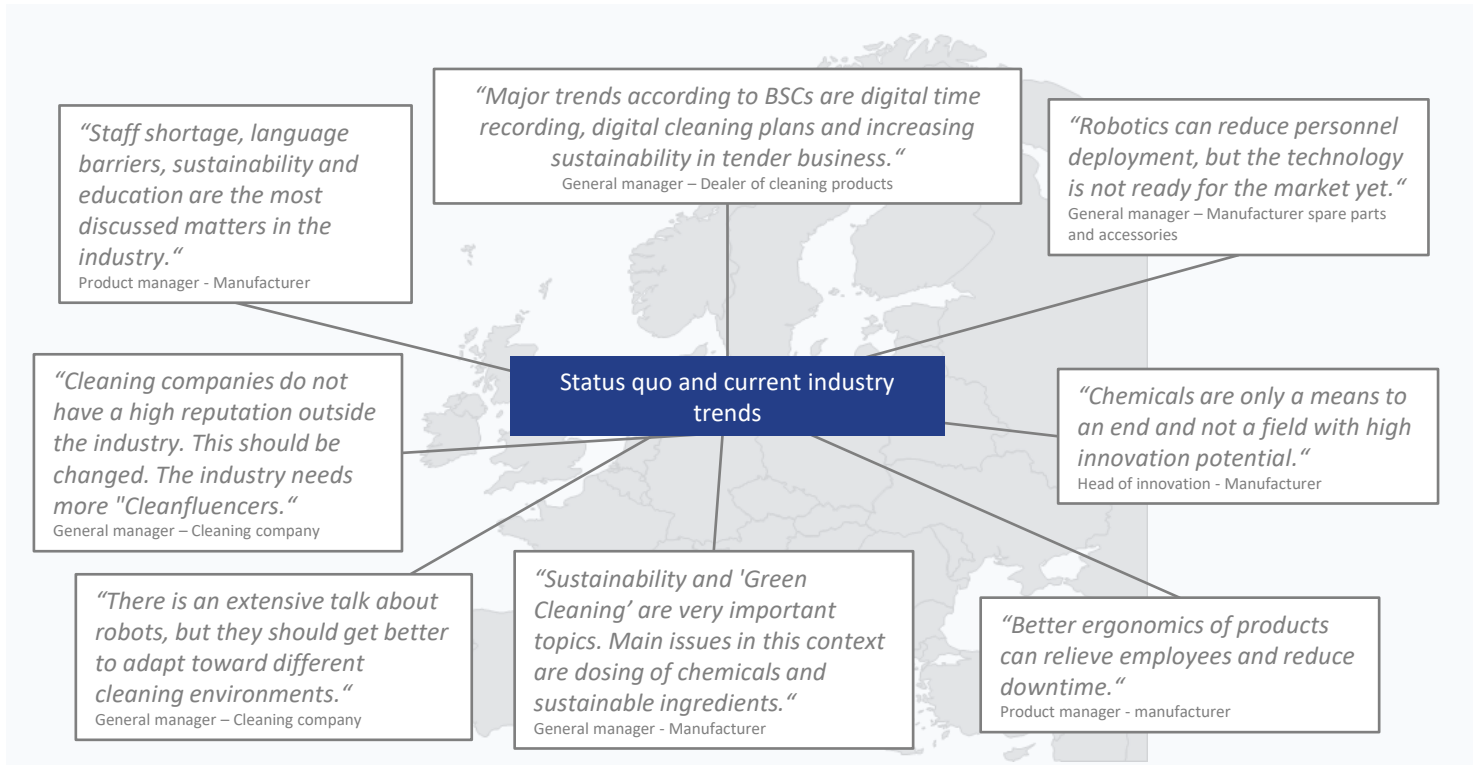 “Major trends according to BSCs are digital time
recording, digital cleaning plans and increasing
sustainability in tender business.“
General manager – Dealer of cleaning products
“Staff shortage, language
barriers, sustainability and
education are the most
discussed matters in the
industry.“
Product manager - Manufacturer
“Robotics can reduce personnel
deployment, but the technology
is not ready for the market yet.“
General manager – Manufacturer spare parts
and accessories
Status quo and current industry
trends
“Cleaning companies do not
have a high reputation outside
the industry. This should be
changed. The industry needs
more "Cleanfluencers.“
General manager – Cleaning company
“Chemicals are only a means to
an end and not a field with high
innovation potential.“
Head of innovation - Manufacturer
“There is an extensive talk about
robots, but they should get better
to adapt toward different
cleaning environments.“
General manager – Cleaning company
“Sustainability and 'Green
Cleaning’ are very important
topics. Main issues in this context
are dosing of chemicals and
sustainable ingredients.“
General manager - Manufacturer
“Better ergonomics of products
can relieve employees and reduce
downtime.“
Product manager - manufacturer